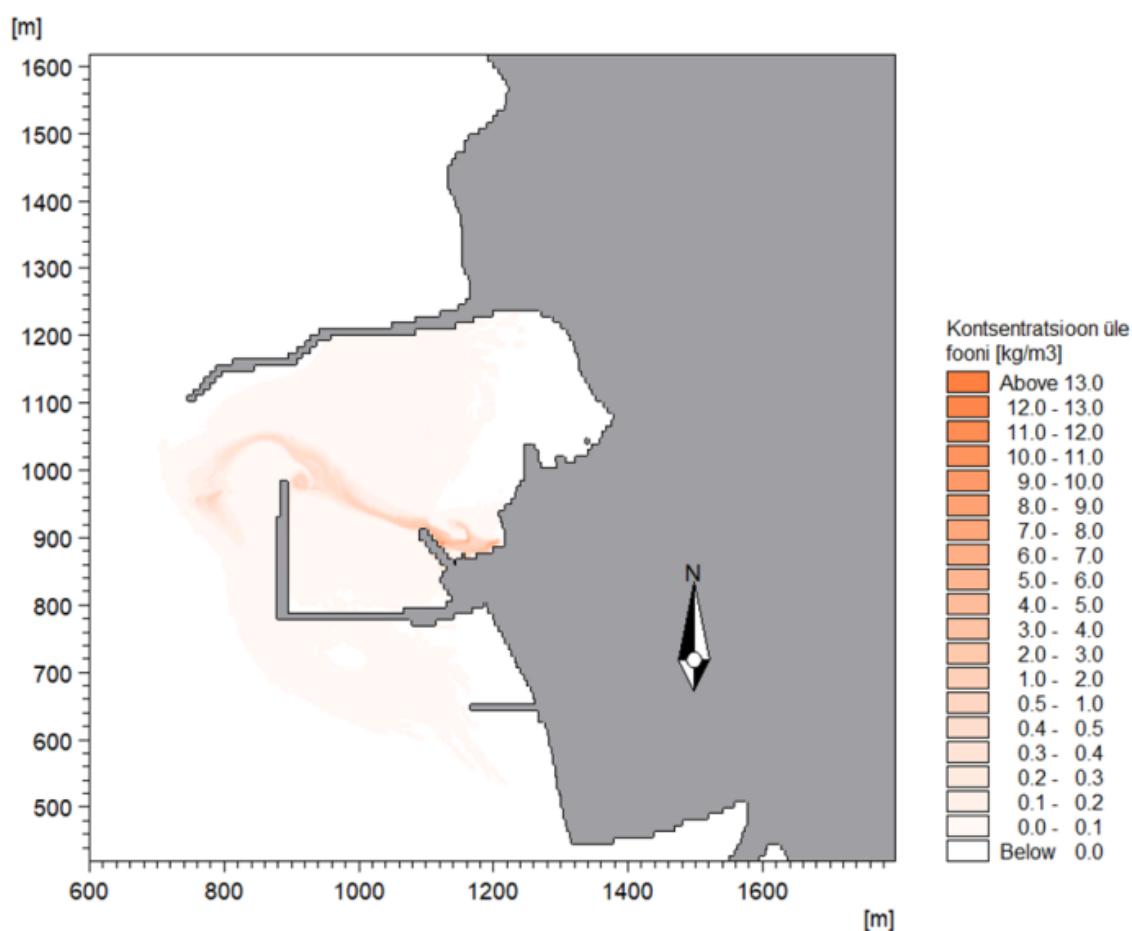 [m]
1600
1500
1400
1300
1200
1100
1000
900
800
700
600
500
600 800 1000 1200 1400 1600
[m]
N
Kontsentratsioon üle
fooni [kg/m3]
Above 13.0
12.0 - 13.0
11.0 - 12.0
10.0 - 11.0
9.0 - 10.0
8.0 - 9.0
7.0 - 8.0
6.0 - 7.0
5.0 - 6.0
4.0 - 5.0
3.0 - 4.0
2.0 - 3.0
1.0 - 2.0
0.5 - 1.0
0.4 - 0.5
0.3 - 0.4
0.2 - 0.3
0.1 - 0.2
0.0 - 0.1
Below 0.0